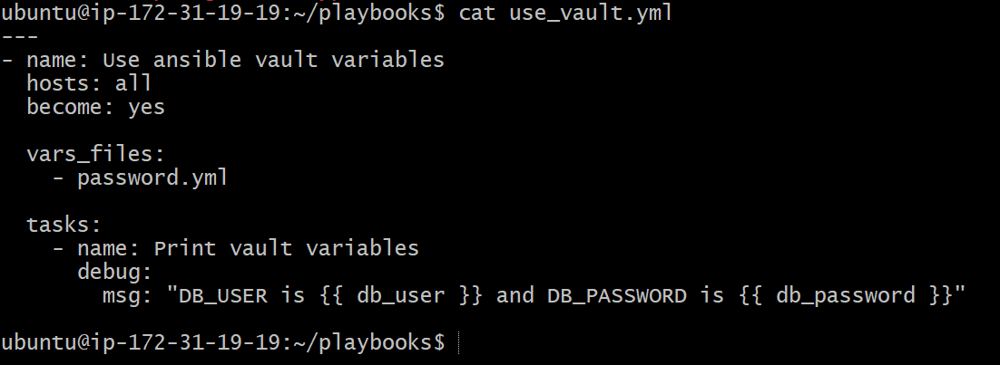 ubuntu@ip-172-31-19-19:~/playbooks$ cat use_vault.yml
---
- name: Use ansible vault variables
  hosts: all
  become: yes

  vars_files:
    - password.yml

  tasks:
    - name: Print vault variables
      debug:
        msg: "DB_USER is {{ db_user }} and DB_PASSWORD is {{ db_password }}"

ubuntu@ip-172-31-19-19:~/playbooks$